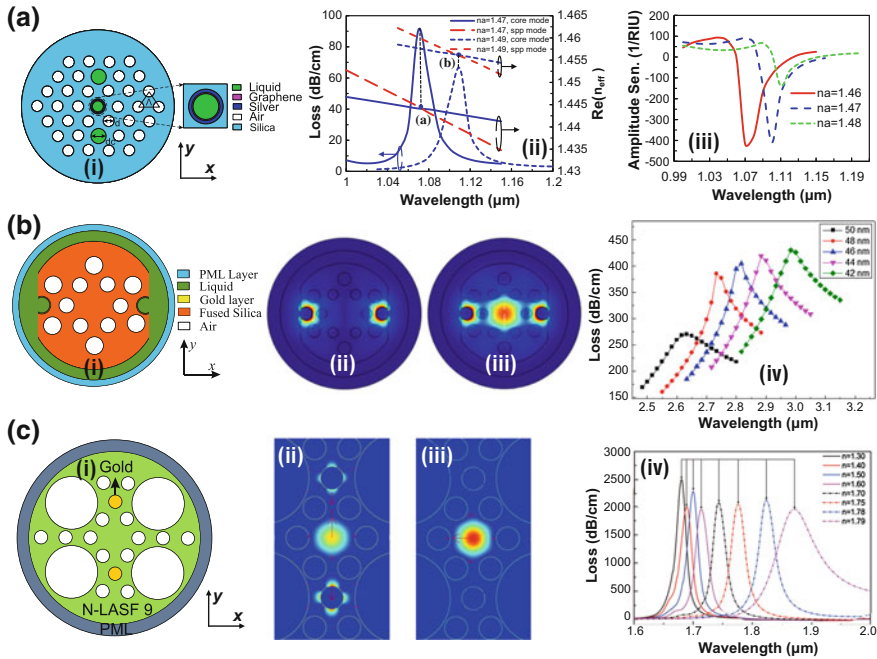 (a)
Liquid
Graphene
Silver
Air
Silica
(i)
y
x
Loss (dB/cm)
100
90
80
70
60
50
40
30
20
10
0
1
1.04
1.08
1.12
1.16
1.2
Wavelength (μm)
1.465
1.46
1.455
1.45
1.445
1.44
1.435
1.43
Re(neff)
na=1.47, core mode
na=1.47, spp mode
na=1.49, core mode
na=1.49, spp mode
(b)
(a)
(ii)
Amplitude Sen. (1/RIU)
300
200
100
0
-100
-200
-300
-400
-500
na=1.46
na=1.47
na=1.48
(iii)
0.99
1.03
1.07
1.11
1.15
1.19
Wavelength (μm)
(b)
PML Layer
Liquid
Gold layer
Fused Silica
Air
(i)
y
x
(ii)
(iii)
Loss (dB/cm)
450
400
350
300
250
200
150
50 nm
48 nm
46 nm
44 nm
42 nm
(iv)
2.5
2.6
2.7
2.8
2.9
3.0
3.1
3.2
Wavelength (μm)
(c)
(i)
Gold
N-LASF 9
PML
y
x
(ii)
(iii)
Loss (dB/cm)
3000
2500
2000
1500
1000
500
0
(iv)
n=1.30
n=1.40
n=1.50
n=1.60
n=1.70
n=1.75
n=1.78
n=1.79
1.6
1.7
1.8
1.9
2.0
Wavelength (μm)